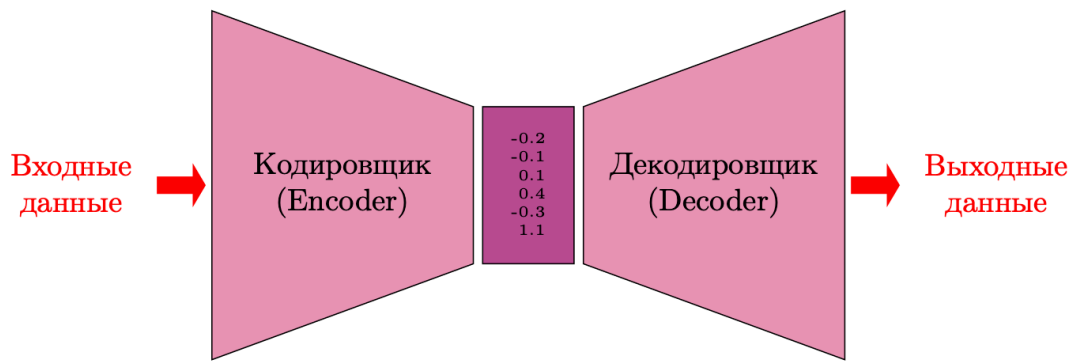 Входные
данные
Кодировщик
(Encoder)
-0.2
-0.1
0.1
0.4
-0.3
1.1
Декодировщик
(Decoder)
Выходные
данные